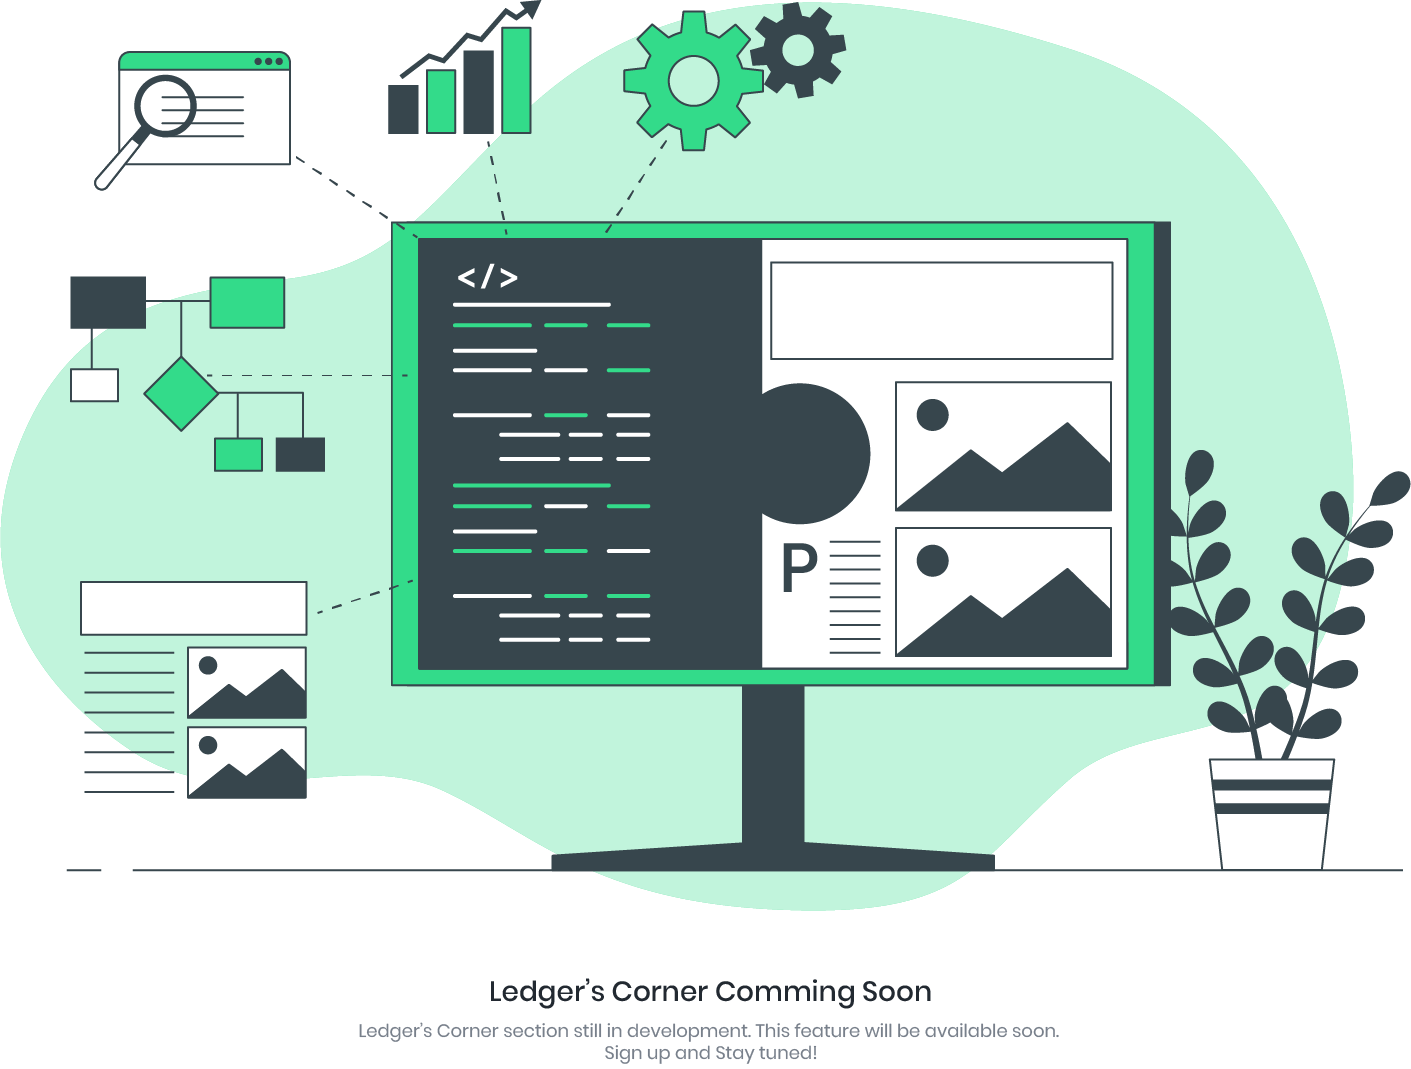 </>
P
Ledger's Corner Comming Soon
Ledger's Corner section still in development. This feature will be available soon.
Sign up and Stay tuned!